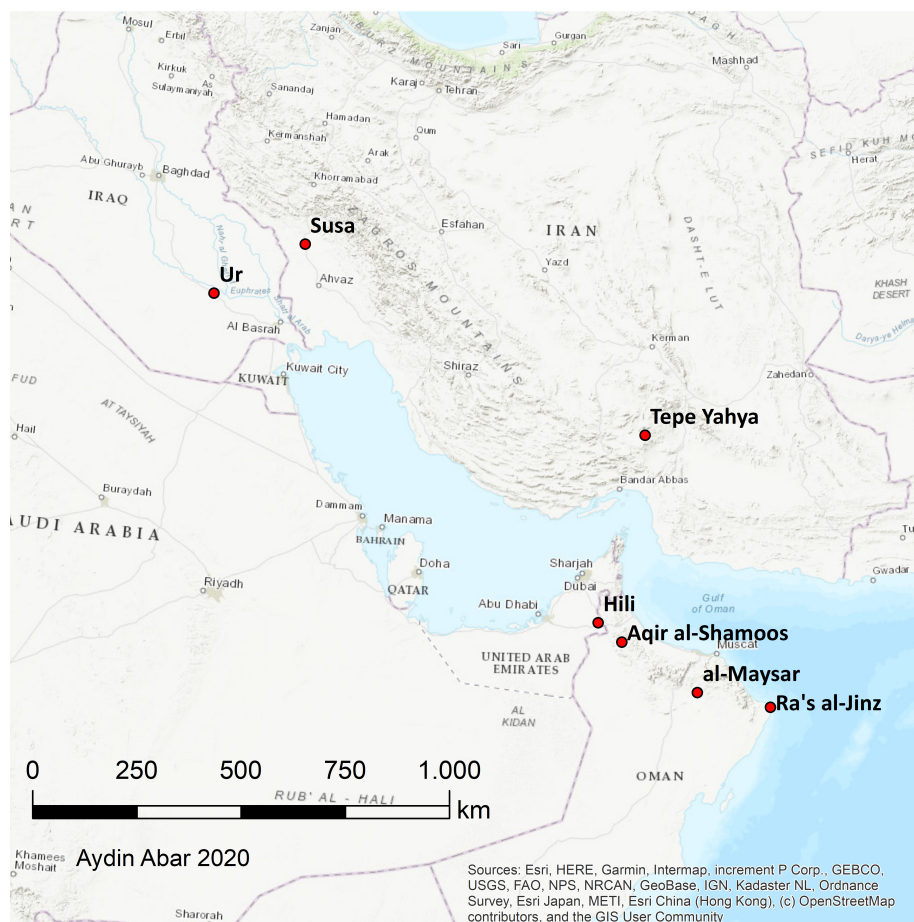 Mosul
Erbil
Zanjan
Gurgan
Sari
MOUNTAINS
Mashhad
Kirkuk
As
Sulaymaniyah
Sanandaj
Karaj
Tehran
Hamadan
Qum
Kermanshah
Arak
SEFID KUH MO
Herat
Abu Ghurayb
Baghdad
Khorramabad
IRAQ
ZAGROS MOUNTAINS
Susa
Esfahan
IRAN
DASHT-E LUT
AN
RT
Yazd
Ur
Ahvaz
KHASH
DESERT
Euphrates
Shatt al Arab
Al Basrah
Darya-ye Helma
Kerman
Kuwait City
KUWAIT
Shiraz
Zahedan
FUD
AT TAYSIYAH
Tepe Yahya
Hail
Buraydah
Bandar Abbas
Dammam
Manama
AUDI ARABIA
BAHRAIN
Tu
Doha
Sharjah
Dubai
Gwadar
Riyadh
QATAR
Abu Dhabi
Gulf
of Oman
Hili
Aqir al-Shamoos
Muscat
UNITED ARAB
EMIRATES
al-Maysar
Ra's al-Jinz
AL
KIDAN
0 250 500 750 1.000
km
OMAN
RUB' AL - HALI
Khamees
Moshait
Aydin Abar 2020
Sharorah
Sources: Esri, HERE, Garmin, Intermap, increment P Corp., GEBCO,
USGS, FAO, NPS, NRCAN, GeoBase, IGN, Kadaster NL, Ordnance
Survey, Esri Japan, METI, Esri China (Hong Kong), (c) OpenStreetMap
contributors, and the GIS User Community